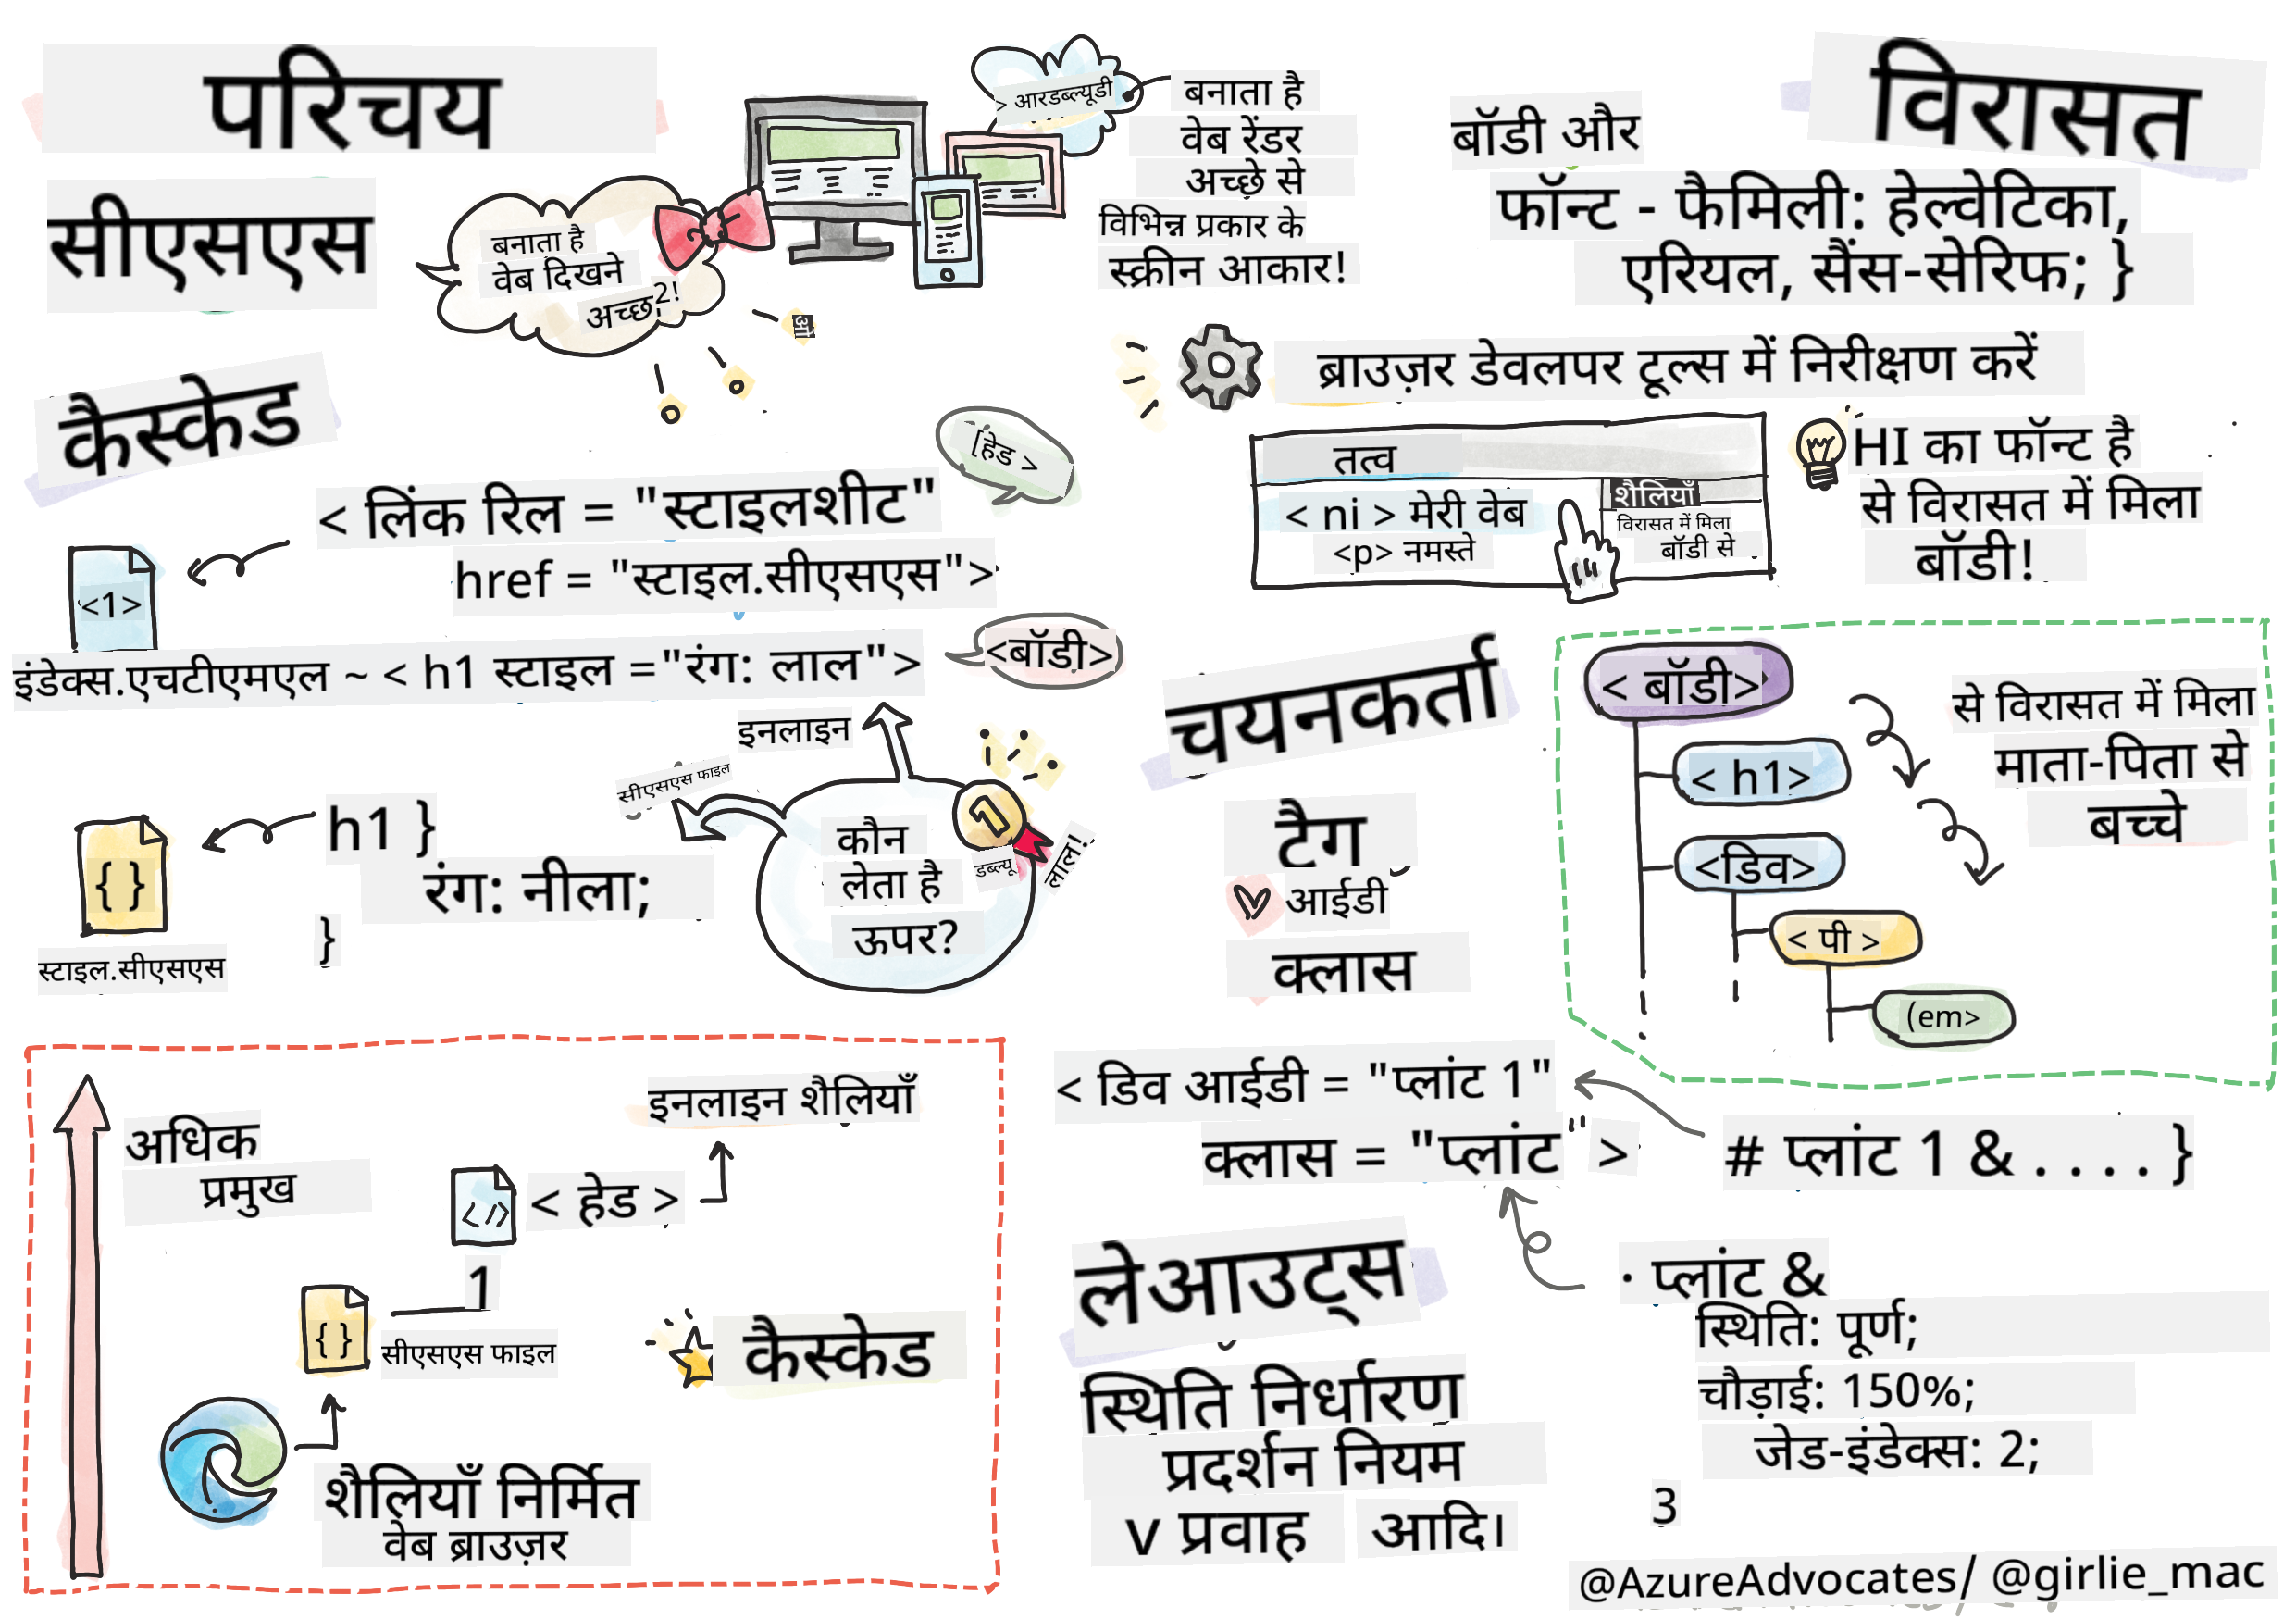 परिचय
सीएसएस
बनाता है
वेब दिखने
अच्छा,2!
> आरडब्ल्यूडी
बनाता है
वेब रेंडर
अच्छे से
विभिन्न प्रकार के
स्क्रीन आकार!
विरासत
बॉडी और
फॉन्ट - फैमिली: हेल्वेटिका,
एरियल, सैंस-सेरिफ; }
ब्राउज़र डेवलपर टूल्स में निरीक्षण करें
तत्व
< ni > मेरी वेब
<p> नमस्ते
शैलियाँ
विरासत में मिला
बॉडी से
HI का फॉन्ट है
से विरासत में मिला
बॉडी!
कैस्केड
[हेड >
< लिंक रिल = "स्टाइलशीट"
href = "स्टाइल.सीएसएस">
<1>
इंडेक्स.एचटीएमएल ~ < h1 स्टाइल ="रंग: लाल">
<बॉडी>
इनलाइन
सीएसएस फाइल
h1 }
रंग: नीला;
}
{ }
स्टाइल.सीएसएस
कौन
लेता है
ऊपर?
1
डब्ल्यू
लाल!
चयनकर्ता
टैग
आईडी
क्लास
< बॉडी>
< h1>
<डिव>
< पी >
(em>
से विरासत में मिला
माता-पिता से
बच्चे
< डिव आईडी = "प्लांट 1"
क्लास = "प्लांट" >
# प्लांट 1 & . . . . }
· प्लांट &
स्थिति: पूर्ण;
चौड़ाई: 150%;
जेड-इंडेक्स: 2;
3
अधिक
प्रमुख
इनलाइन शैलियाँ
</> < हेड >
1
{ }
सीएसएस फाइल
कैस्केड
शैलियाँ निर्मित
वेब ब्राउज़र
लेआउट्स
स्थिति निर्धारण
प्रदर्शन नियम
v प्रवाह आदि।
@AzureAdvocates/ @girlie_mac